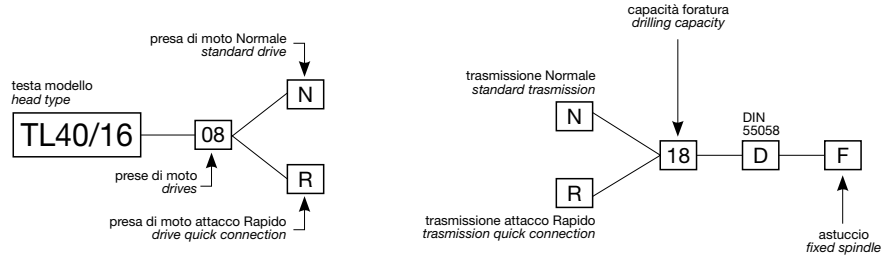 presa di moto Normale
standard drive
testa modello
head type
N
TL40/16
08
prese di moto
drives
R
presa di moto attacco Rapido
drive quick connection
capacità foratura
drilling capacity
trasmissione Normale
standard trasmission
N
DIN
55058
18
D
F
R
trasmissione attacco Rapido
trasmission quick connection
astuccio
fixed spindle